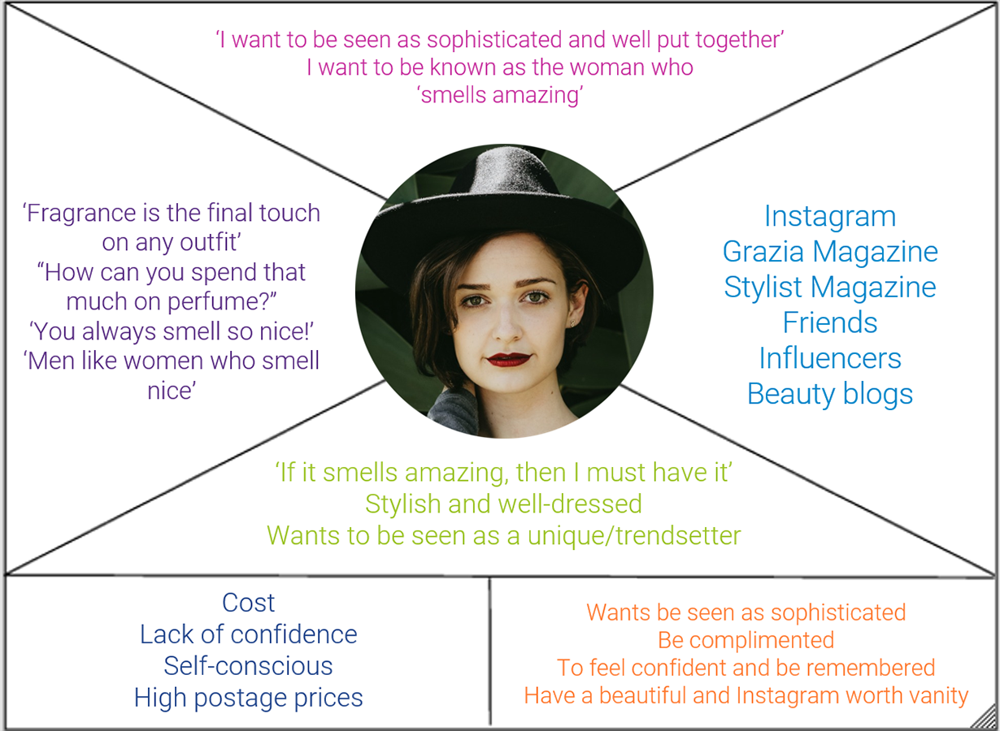 ‘I want to be seen as sophisticated and well put together’
I want to be known as the woman who
‘smells amazing’
‘Fragrance is the final touch
on any outfit’
“How can you spend that
much on perfume?”
‘You always smell so nice!’
‘Men like women who smell
nice’
Instagram
Grazia Magazine
Stylist Magazine
Friends
Influencers
Beauty blogs
‘If it smells amazing, then I must have it’
Stylish and well-dressed
Wants to be seen as a unique/trendsetter
Cost
Lack of confidence
Self-conscious
High postage prices
Wants be seen as sophisticated
Be complimented
To feel confident and be remembered
Have a beautiful and Instagram worth vanity